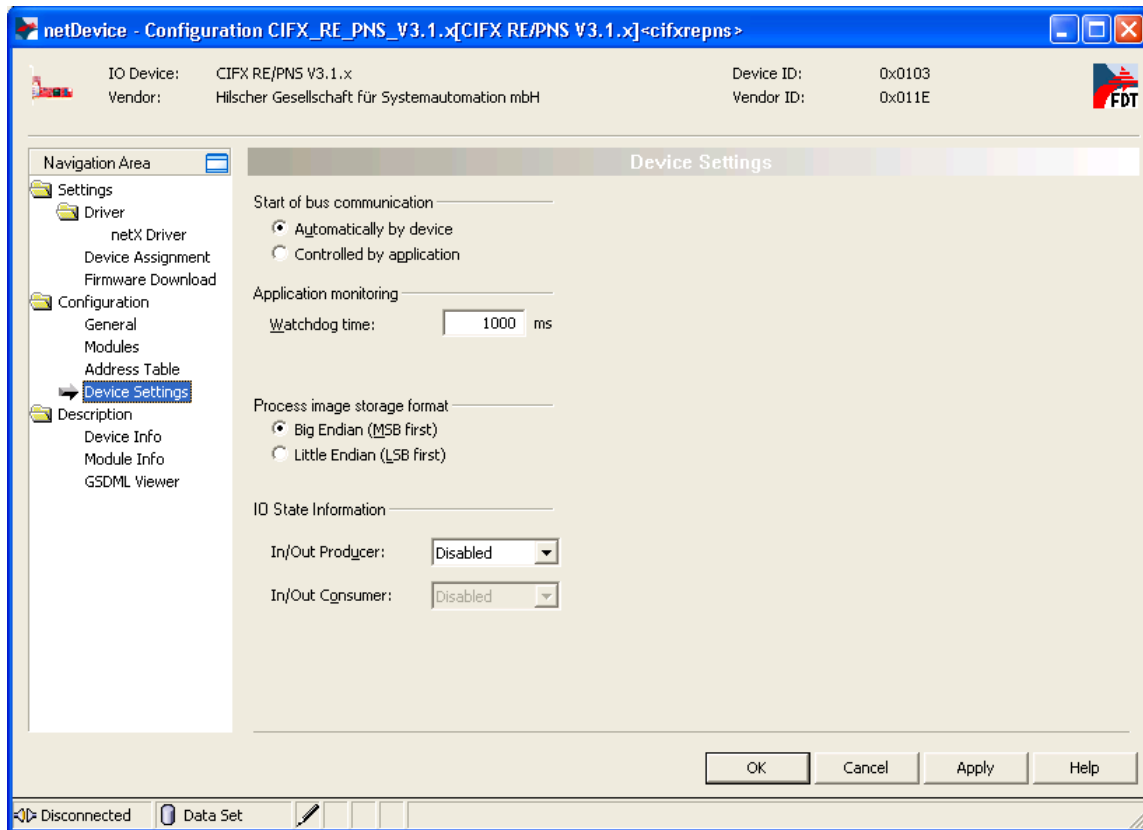 netDevice - Configuration CIFX_RE_PNS_V3.1.x[CIFX RE/PNS V3.1.x]<cifxrepns>
IO Device: CIFX RE/PNS V3.1.x Device ID: 0x0103
Vendor: Hilscher Gesellschaft für Systemautomation mbH Vendor ID: 0x011E
FDT
Navigation Area
Settings
Driver
netX Driver
Device Assignment
Firmware Download
Configuration
General
Modules
Address Table
Device Settings
Description
Device Info
Module Info
GSDML Viewer
Device Settings
Start of bus communication
Automatically by device
Controlled by application
Application monitoring
Watchdog time: 1000 ms
Process image storage format
Big Endian (MSB first)
Little Endian (LSB first)
IO State Information
In/Out Producer: Disabled
In/Out Consumer: Disabled
OK Cancel Apply Help
Disconnected Data Set